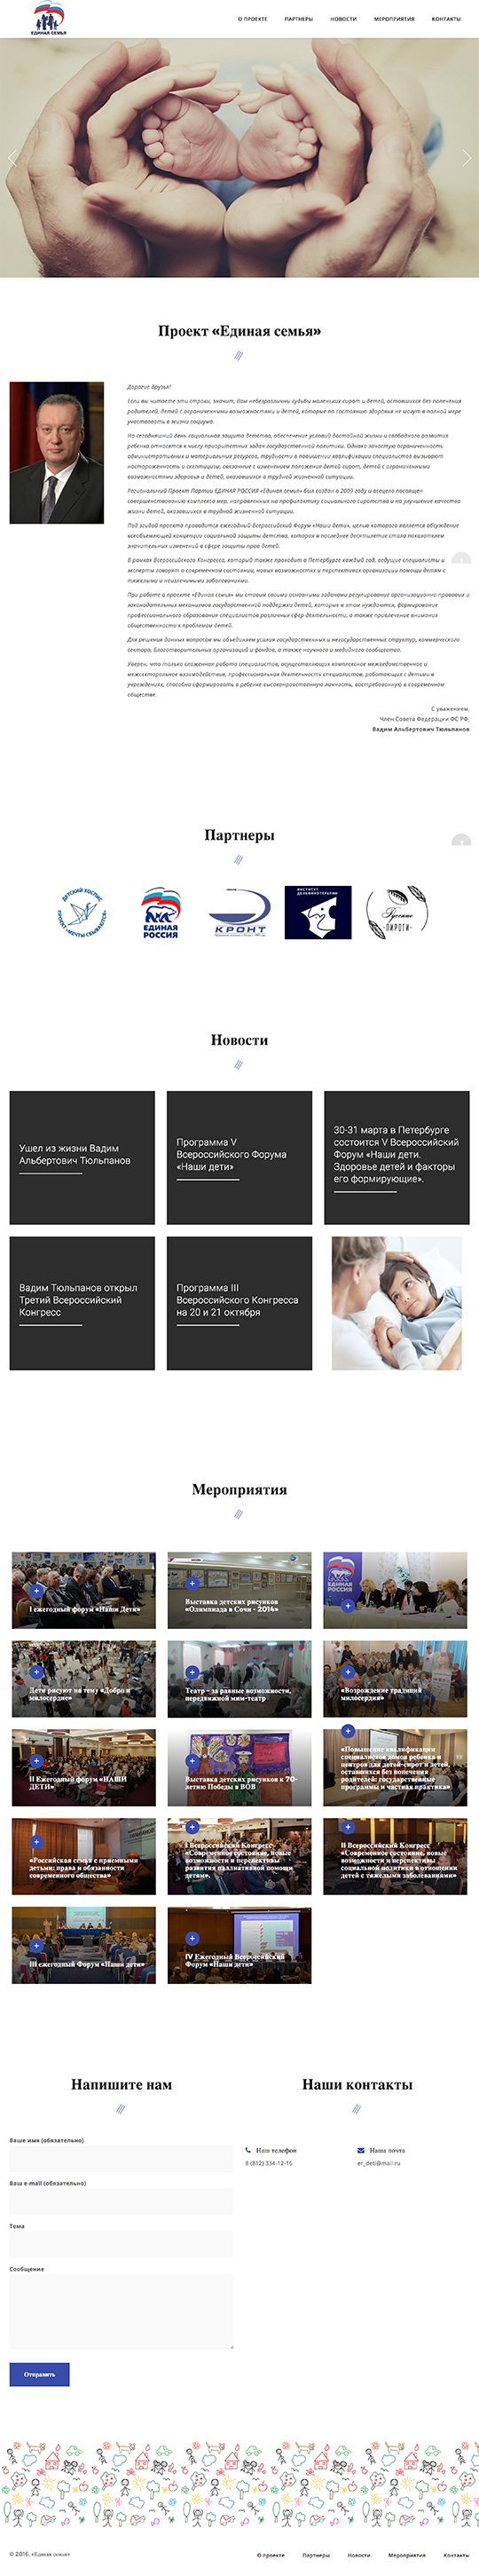 ЕДИНАЯ СЕМЬЯ
О ПРОЕКТЕ ПАРТНЕРЫ НОВОСТИ МЕРОПРИЯТИЯ КОНТАКТЫ
Проект «Единая семья»
Дорогие друзья!
Если вы читаете эти строки, значит, Вам небезразличны судьбы маленьких сирот и детей, оставшихся без попечения
родителей, детей с ограниченными возможностями и детей, которые по состоянию здоровья не могут в полной мере
участвовать в жизни социума.
На сегодняшний день социальная защита детства, обеспечение условий достойной жизни и свободного развития
ребенка относится к числу приоритетных задач государственной политики. Однако зачастую ограниченность
административных и материальных ресурсов, трудности в повышении квалификации специалистов вызывают
настороженность и скептицизм, связанные с изменением положения детей-сирот, детей с ограниченными
возможностями здоровья и детей, оказавшихся в трудной жизненной ситуации.
Региональный Проект Партии ЕДИНАЯ РОССИЯ «Единая семья» был создан в 2009 году и всецело посвящен
совершенствованию комплекса мер, направленных на профилактику социального сиротства и на улучшение качества
жизни детей, оказавшихся в трудной жизненной ситуации.
Под эгидой проекта проводится ежегодный Всероссийский Форум «Наши дети», целью которого является обсуждение
всеобъемлющей концепции социальной защиты детства, которая в последнее десятилетие стала показателем
значительных изменений в сфере защиты прав детей.
В рамках Всероссийского Конгресса, который также проходит в Петербурге каждый год, ведущие специалисты и
эксперты говорят о современном состоянии, новых возможностях и перспективах организации помощи детям с
тяжелыми и неизлечимыми заболеваниями.
При работе в проекте «Единая семья» мы ставим своими основными задачами регулирование организационно-правовых и
законодательных механизмов государственной поддержки детей, которые в этом нуждаются, формирование
профессионального образования специалистов различных сфер деятельности, а также привлечение внимания
общественности к проблемам детей.
Для решения данных вопросов мы объединяем усилия государственных и негосударственных структур, коммерческого
сектора, благотворительных организаций и фондов, а также научного и медийного сообщества.
Уверен, что только слаженная работа специалистов, осуществляющих комплексное межведомственное и
межсекторальное взаимодействие, профессиональная деятельность специалистов, работающих с детьми в
учреждениях, способна сформировать в ребенке высоконравственную личность, востребованную в современном
обществе.
С уважением,
Член Совета Федерации ФС РФ,
Вадим Альбертович Тюльпанов
Партнеры
ДЕТСКИЙ ХОСПИС
ПРОЕКТ «МЕЧТЫ СБЫВАЮТСЯ»
ЕДИНАЯ
РОССИЯ
КРОНТ
ИНСТИТУТ
ДЕЛЬФИНОТЕРАПИИ
Русские
ПИРОГИ
Новости
Ушел из жизни Вадим
Альбертович Тюльпанов
Программа V
Всероссийского Форума
«Наши дети»
30-31 марта в Петербурге
состоится V Всероссийский
Форум «Наши дети.
Здоровье детей и факторы
его формирующие».
Вадим Тюльпанов открыл
Третий Всероссийский
Конгресс
Программа III
Всероссийского Конгресса
на 20 и 21 октября
Мероприятия
I ежегодный форум «Наши Дети»
Выставка детских рисунков
«Олимпиада в Сочи - 2014»
ЕДИНАЯ
РОССИЯ
Дети рисуют на тему «Добро и
милосердие»
Театр - за равные возможности,
передвижной мим-театр
«Возрождение традиций
милосердия»
II Ежегодный форум «НАШИ
ДЕТИ»
Выставка детских рисунков к 70-
летию Победы в ВОВ
«Повышение квалификации
специалистов домов ребенка и
центров для детей-сирот и детей,
оставшихся без попечения
родителей: государственные
программы и частная практика»
«Российская семья с приемными
детьми: права и обязанности
современного общества»
I Всероссийский Конгресс
«Современное состояние, новые
возможности и перспективы
развития паллиативной помощи
детям».
II Всероссийский Конгресс
«Современное состояние, новые
возможности и перспективы
социальной политики в отношении
детей с тяжелыми заболеваниями»
III ежегодный Форум «Наши дети»
IV Ежегодный Всероссийский
Форум «Наши дети»
Напишите нам
Наши контакты
Ваше имя (обязательно)
Ваш e-mail (обязательно)
Тема
Сообщение
Отправить
Наш телефон
8 (812) 334-12-16
Наша почта
er_deti@mail.ru
© 2016. «Единая семья»
О проекте Партнеры Новости Мероприятия Контакты